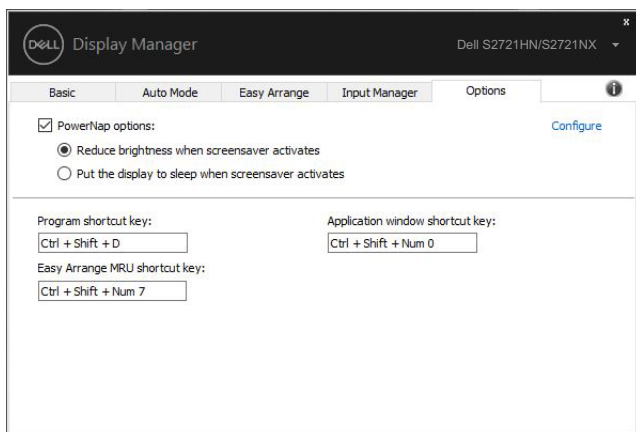 x
DELL Display Manager
Dell S2721HN/S2721NX
Basic Auto Mode Easy Arrange Input Manager Options
PowerNap options:
Configure
Reduce brightness when screensaver activates
Put the display to sleep when screensaver activates
Program shortcut key:
Application window shortcut key:
Ctrl + Shift + D
Ctrl + Shift + Num 0
Easy Arrange MRU shortcut key:
Ctrl + Shift + Num 7